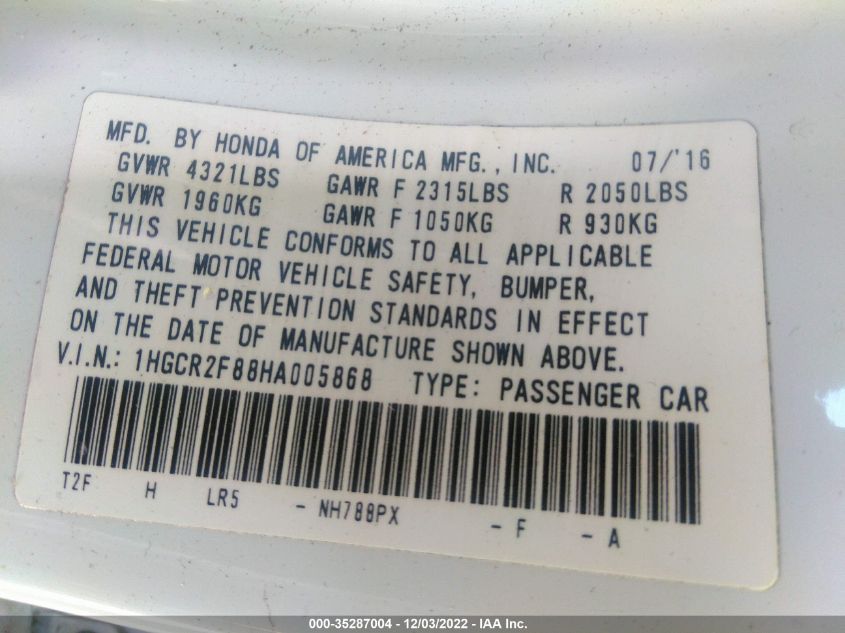 MFD. BY HONDA OF AMERICA MFG., INC. 07/'16
GVWR 4321LBS GAWR F 2315LBS R 2050LBS
GVWR 1960KG GAWR F 1050KG R 930KG
THIS VEHICLE CONFORMS TO ALL APPLICABLE
FEDERAL MOTOR VEHICLE SAFETY, BUMPER,
AND THEFT PREVENTION STANDARDS IN EFFECT
ON THE DATE OF MANUFACTURE SHOWN ABOVE.
V.I.N.: 1HGCR2F88HA005868 TYPE: PASSENGER CAR
T2F H LR5 - NH788PX - F - A
000-35287004 - 12/03/2022 - IAA Inc.